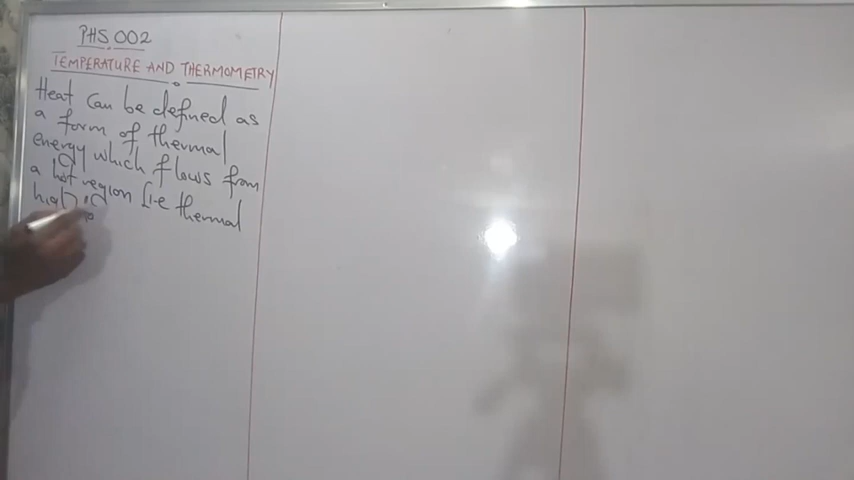 PHS 002
TEMPERATURE AND THERMOMETRY
Heat can be defined as
a form of thermal
energy which flows from
a hot region [i.e thermal
high